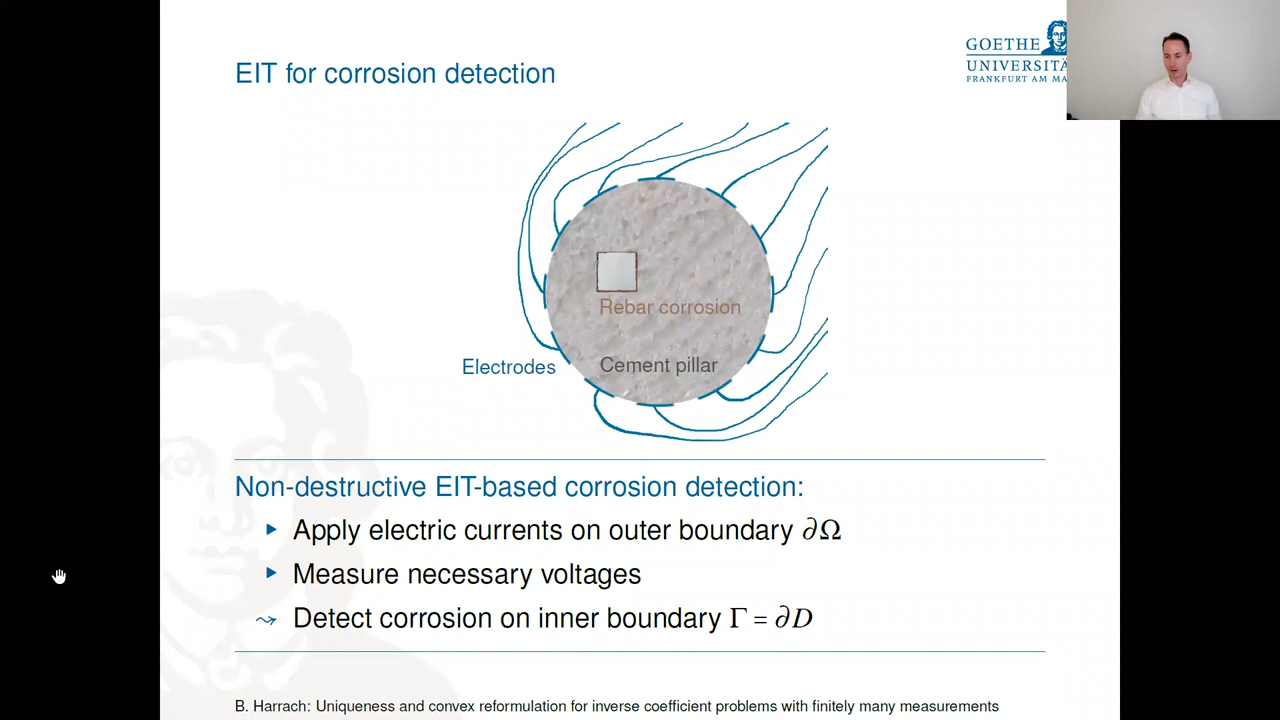 EIT for corrosion detection
GOETHE
UNIVERSITÄ
FRANKFURT AM MA
Rebar corrosion
Electrodes
Cement pillar
Non-destructive EIT-based corrosion detection:
▸ Apply electric currents on outer boundary ∂Ω
▸ Measure necessary voltages
⤳ Detect corrosion on inner boundary Γ = ∂D
B. Harrach: Uniqueness and convex reformulation for inverse coefficient problems with finitely many measurements